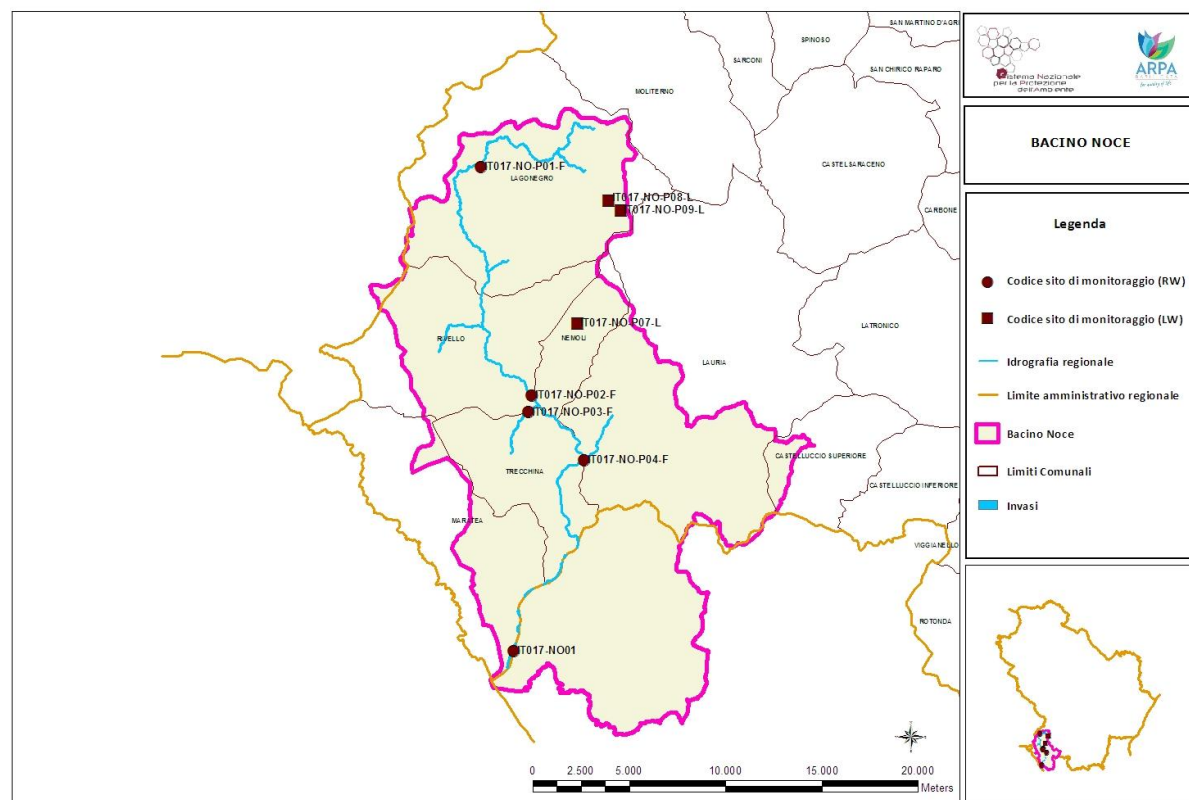 SAN MARTINO D'AGRI
SPINOSO
SARCONI
SAN CHIRICO RAPARO
MOLITERNO
CASTELSARACENO
CARBONE
IT017-NO-P01-F
LAGONEGRO
IT017-NO-P08-L
IT017-NO-P09-L
LATRONICO
IT017-NO-P07-L
RIVELLO
NEMOLI
LAURIA
IT017-NO-P02-F
IT017-NO-P03-F
IT017-NO-P04-F
TRECCHINA
CASTELLUCCIO SUPERIORE
CASTELLUCCIO INFERIORE
MARATEA
VIGGIANELLO
ROTONDA
IT017-NO01
0 2.500 5.000 10.000 15.000 20.000
Meters
Sistema Nazionale
per la Protezione
dell'Ambiente
ARPA
BACINO NOCE
Legenda
Codice sito di monitoraggio (RW)
Codice sito di monitoraggio (LW)
Idrografia regionale
Limite amministrativo regionale
Bacino Noce
Limiti Comunali
Invasi